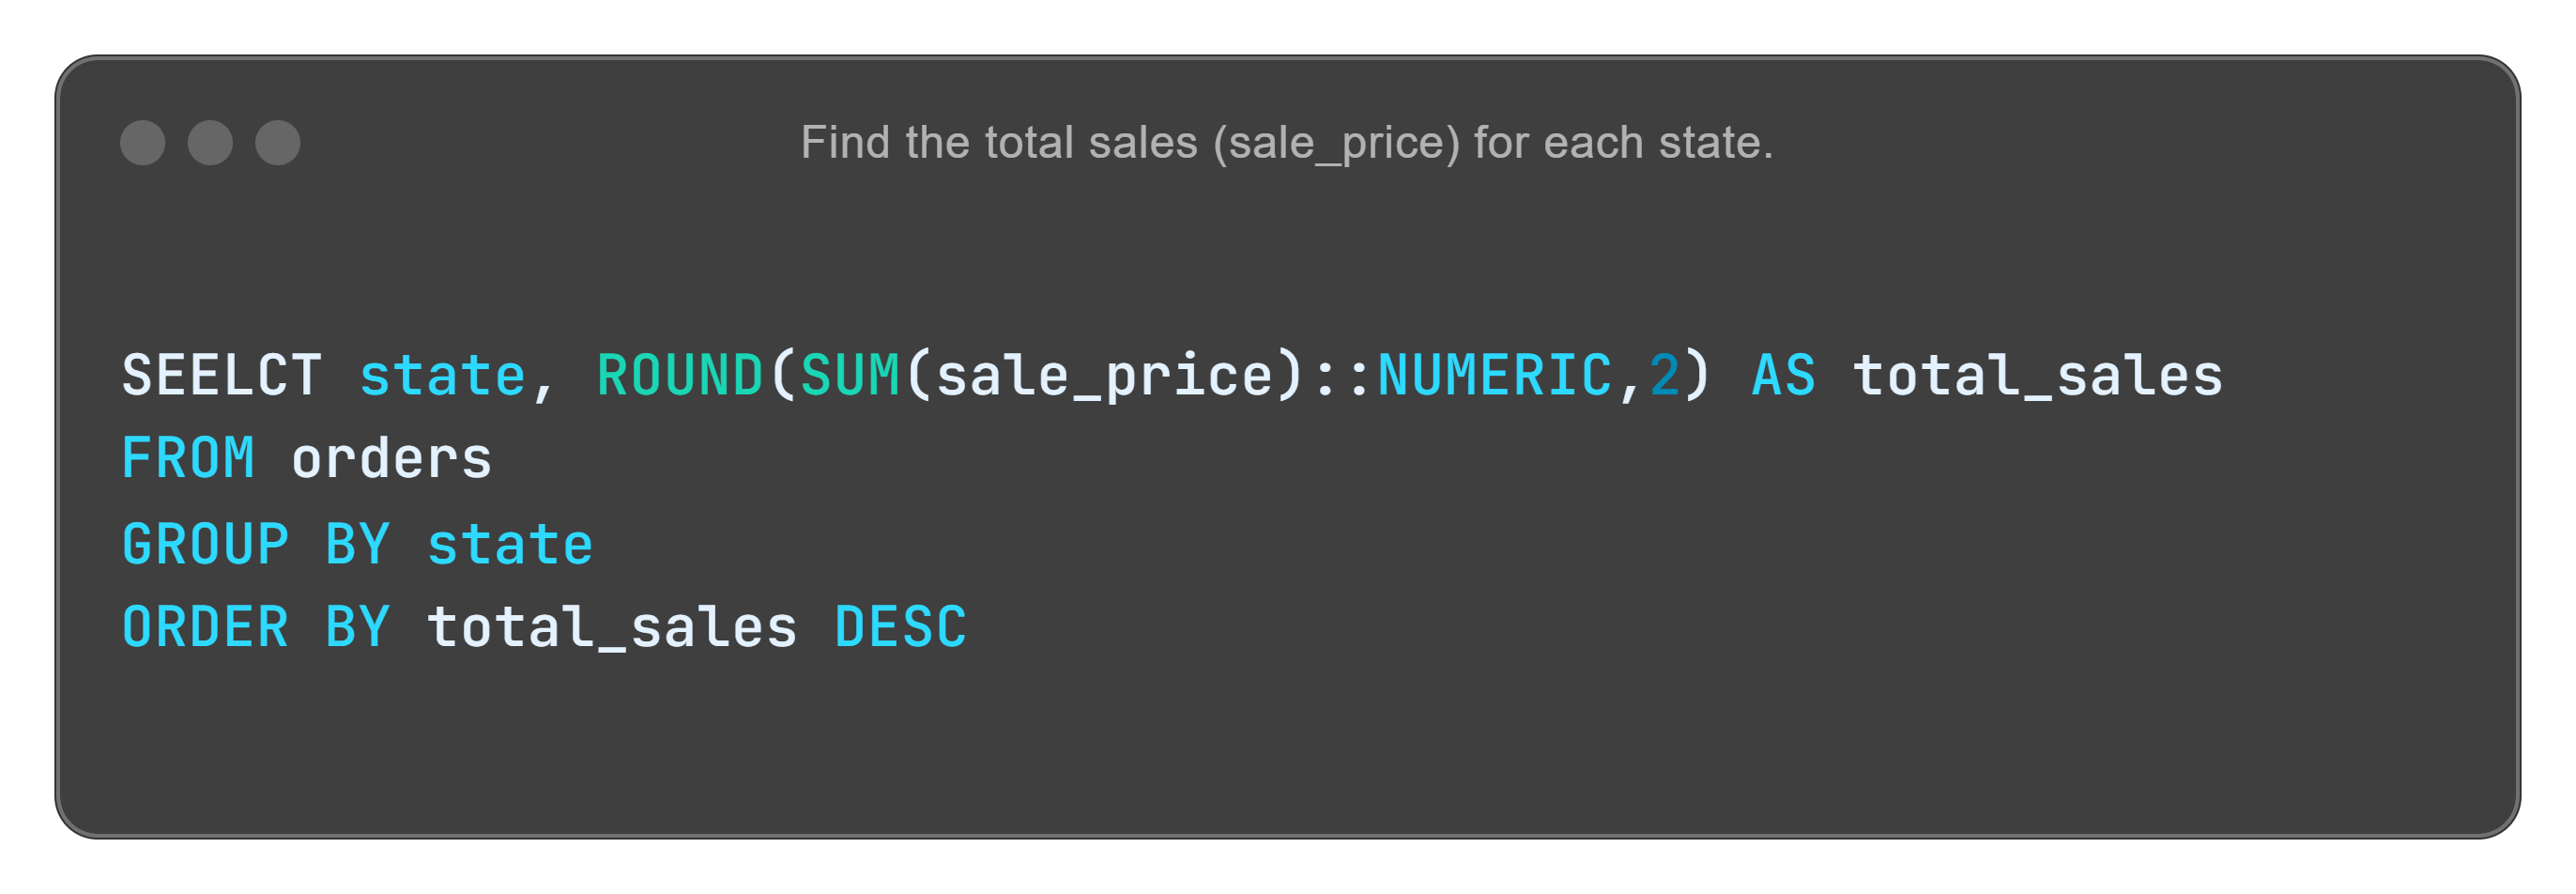 Find the total sales (sale_price) for each state.
SEELCT state, ROUND(SUM(sale_price)::NUMERIC,2) AS total_sales
FROM orders
GROUP BY state
ORDER BY total_sales DESC